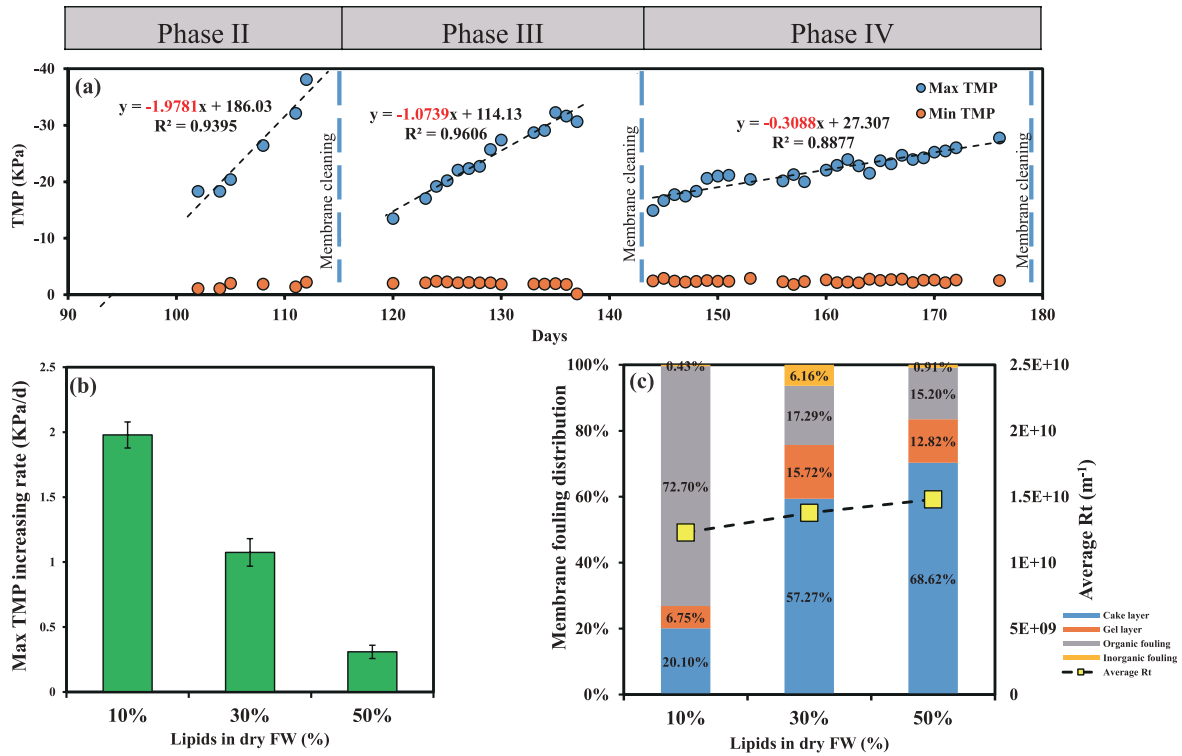 Phase II
Phase III
Phase IV
(a)
-40
-30
-20
-10
0
TMP (KPa)
y = -1.9781x + 186.03
R² = 0.9395
y = -1.0739x + 114.13
R² = 0.9606
y = -0.3088x + 27.307
R² = 0.8877
Max TMP
Min TMP
Membrane cleaning
Membrane cleaning
Membrane cleaning
90
100
110
120
130
140
150
160
170
180
Days
(b)
2.5
2
1.5
1
0.5
0
Max TMP increasing rate (KPa/d)
10%
30%
50%
Lipids in dry FW (%)
(c)
100%
80%
60%
40%
20%
0%
Membrane fouling distribution
0.43%
72.70%
6.75%
20.10%
6.16%
17.29%
15.72%
57.27%
0.91%
15.20%
12.82%
68.62%
2.5E+10
2E+10
1.5E+10
1E+10
5E+09
0
Average Rt (m⁻¹)
Cake layer
Gel layer
Organic fouling
Inorganic fouling
Average Rt
10%
30%
50%
Lipids in dry FW (%)